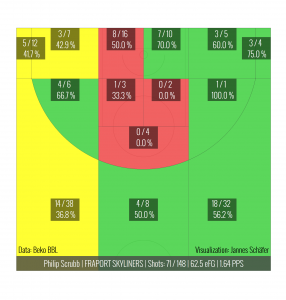 3 / 7
42.9 %
8 / 16
50.0 %
7 / 10
70.0 %
3 / 5
60.0 %
5 / 12
41.7%
3 / 4
75.0 %
4 / 6
66.7 %
1 / 3
33.3 %
0 / 2
0.0 %
1 / 1
100.0 %
0 / 4
0.0 %
14 / 38
36.8 %
4 / 8
50.0 %
18 / 32
56.2 %
Data: Beko BBL
Visualization: Jannes Schäfer
Philip Scrubb | FRAPORT SKYLINERS | Shots: 71 / 148 | 62.5 eFG | 1.64 PPS